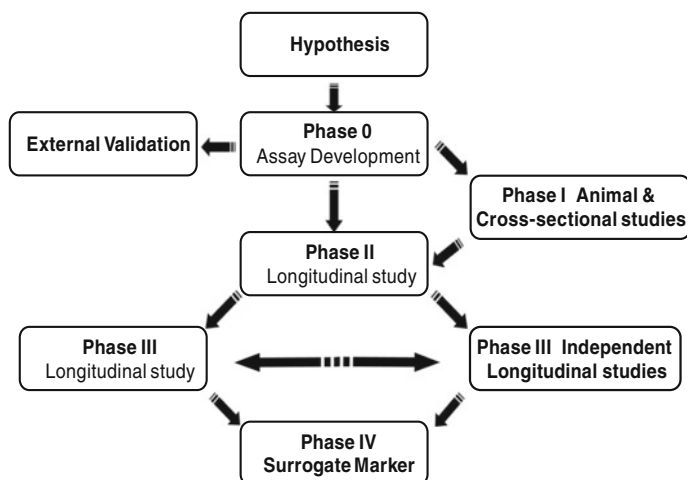 Hypothesis
Phase 0
Assay Development
External Validation
Phase I Animal &
Cross-sectional studies
Phase II
Longitudinal study
Phase III
Longitudinal study
Phase III Independent
Longitudinal studies
Phase IV
Surrogate Marker